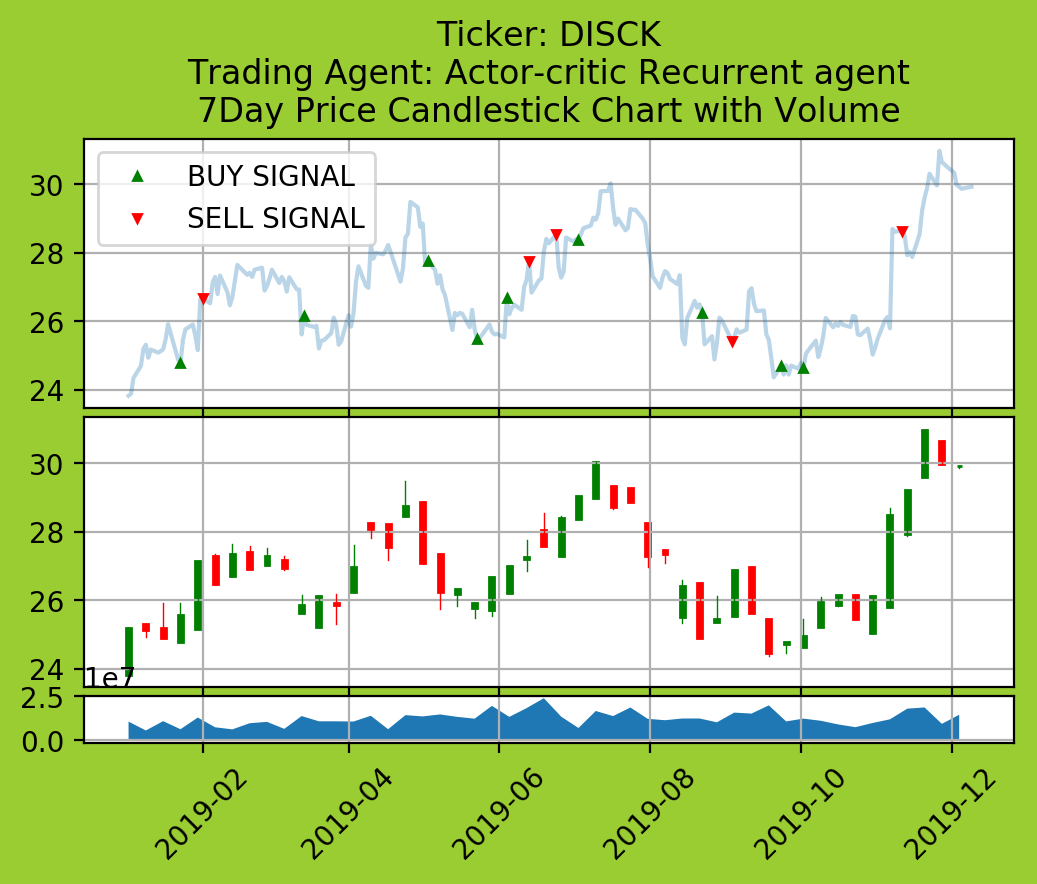 Ticker: DISCK
Trading Agent: Actor-critic Recurrent agent
7Day Price Candlestick Chart with Volume
BUY SIGNAL
SELL SIGNAL
30
28
26
24
30
28
26
24
1e7
2.5
0.0
2019-02
2019-04
2019-06
2019-08
2019-10
2019-12